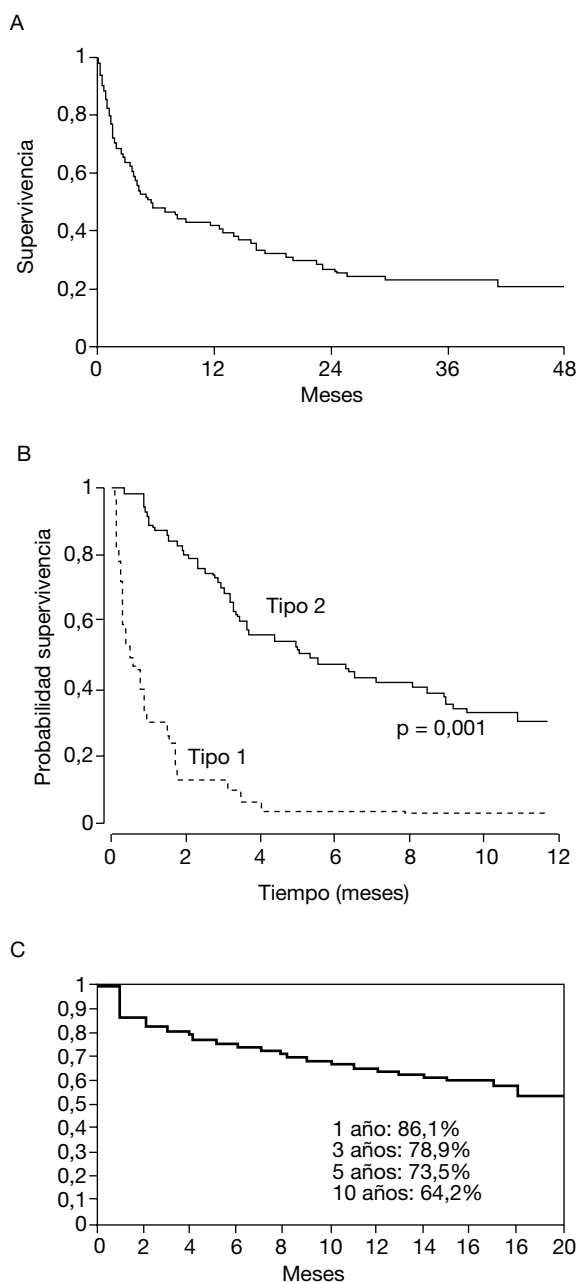 A
1
0,8
0,6
0,4
0,2
0
Supervivencia
0 12 24 36 48
Meses
B
1
0,8
0,6
0,4
0,2
0
Probabilidad supervivencia
Tipo 2
p = 0,001
Tipo 1
0 2 4 6 8 10 12
Tiempo (meses)
C
1
0,9
0,8
0,7
0,6
0,5
0,4
0,3
0,2
0,1
0
1 año: 86,1%
3 años: 78,9%
5 años: 73,5%
10 años: 64,2%
0 2 4 6 8 10 12 14 16 16 20
Meses